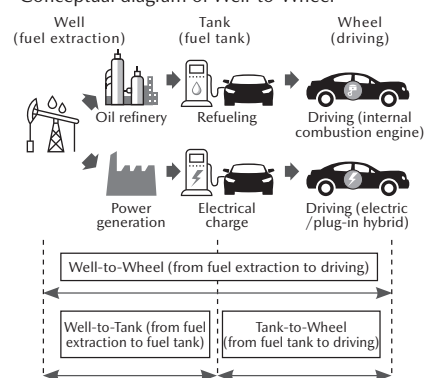 Conceptual diagram of Well-to-Wheel
Well
(fuel extraction)
Tank
(fuel tank)
Wheel
(driving)
Oil refinery
Refueling
Driving (internal
combustion engine)
Power
generation
Electrical
charge
Driving (electric
/plug-in hybrid)
Well-to-Wheel (from fuel extraction to driving)
Well-to-Tank (from fuel
extraction to fuel tank)
Tank-to-Wheel
(from fuel tank to driving)